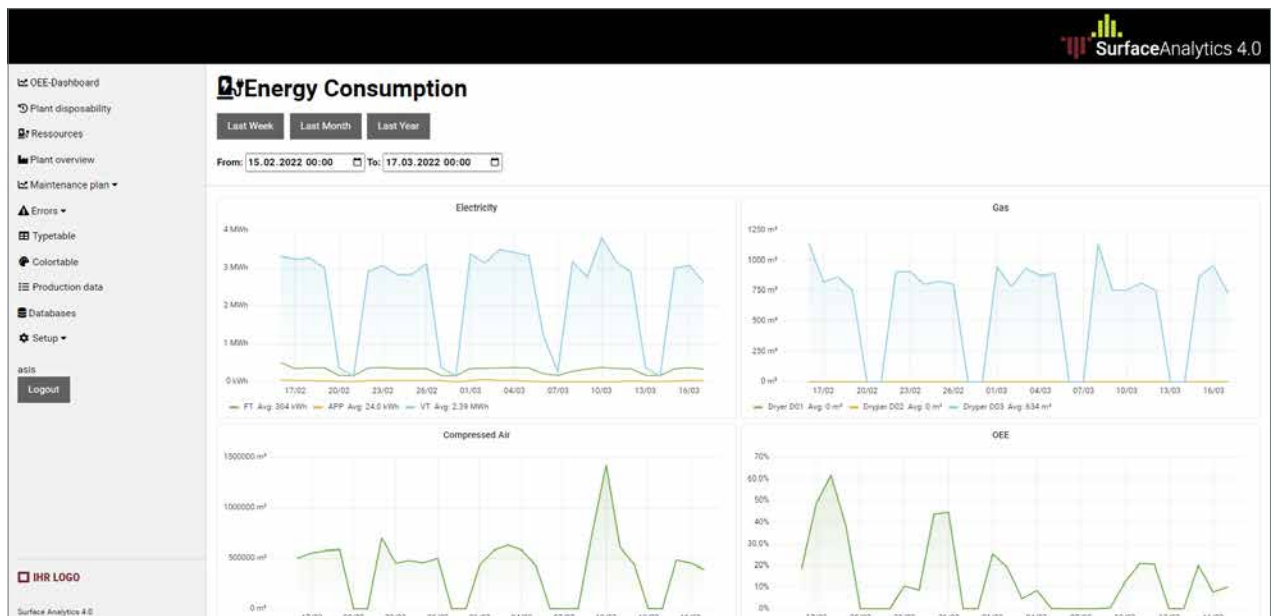 SurfaceAnalytics 4.0
OEE-Dashboard
Plant disposability
Ressources
Plant overview
Maintenance plan
Errors
Typetable
Colortable
Production data
Databases
Setup
asis
Logout
IHR LOGO
Surface Analytics 4.0
Energy Consumption
Last Week Last Month Last Year
From: 15.02.2022 00:00 To: 17.03.2022 00:00
Electricity
4 MWh
3 MWh
2 MWh
1 MWh
0 kWh
17/02 20/02 23/02 26/02 01/03 04/03 07/03 10/03 13/03 16/03
FT Avg: 304 kWh APP Avg: 24.0 kWh VT Avg: 2.39 MWh
Gas
1250 m³
1000 m³
750 m³
500 m³
250 m³
0 m³
17/02 20/02 23/02 26/02 01/03 04/03 07/03 10/03 13/03 16/03
Dryer D01 Avg: 0 m³ Dryper D02 Avg: 0 m³ Dryper D03 Avg: 634 m³
Compressed Air
1500000 m³
1000000 m³
500000 m³
0 m³
OEE
70%
60.0%
50%
40%
30.0%
20%
10%
0%